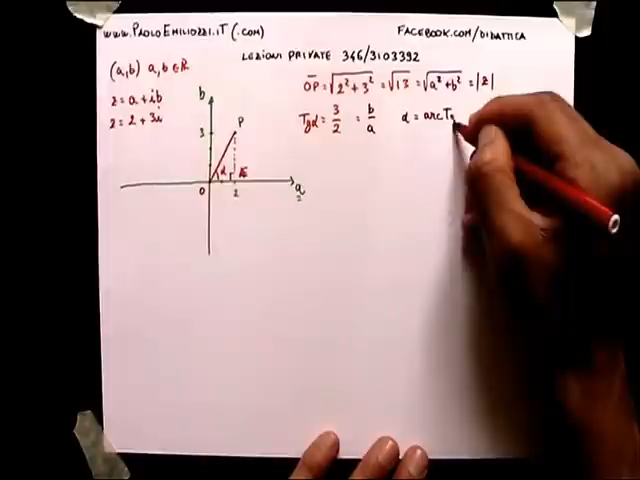 www.PaoloEmiliozzi.it (.com)
Facebook.com/didattica
Lezioni private 346/3103392
(a,b) a,b ∈ R
z = a + ib
z = 2 + 3i
OP = √(2² + 3²) = √13 = √(a² + b²) = |z|
Tgα = 3/2 = b/a α = arcTg
b
3
P
α
0
2
a